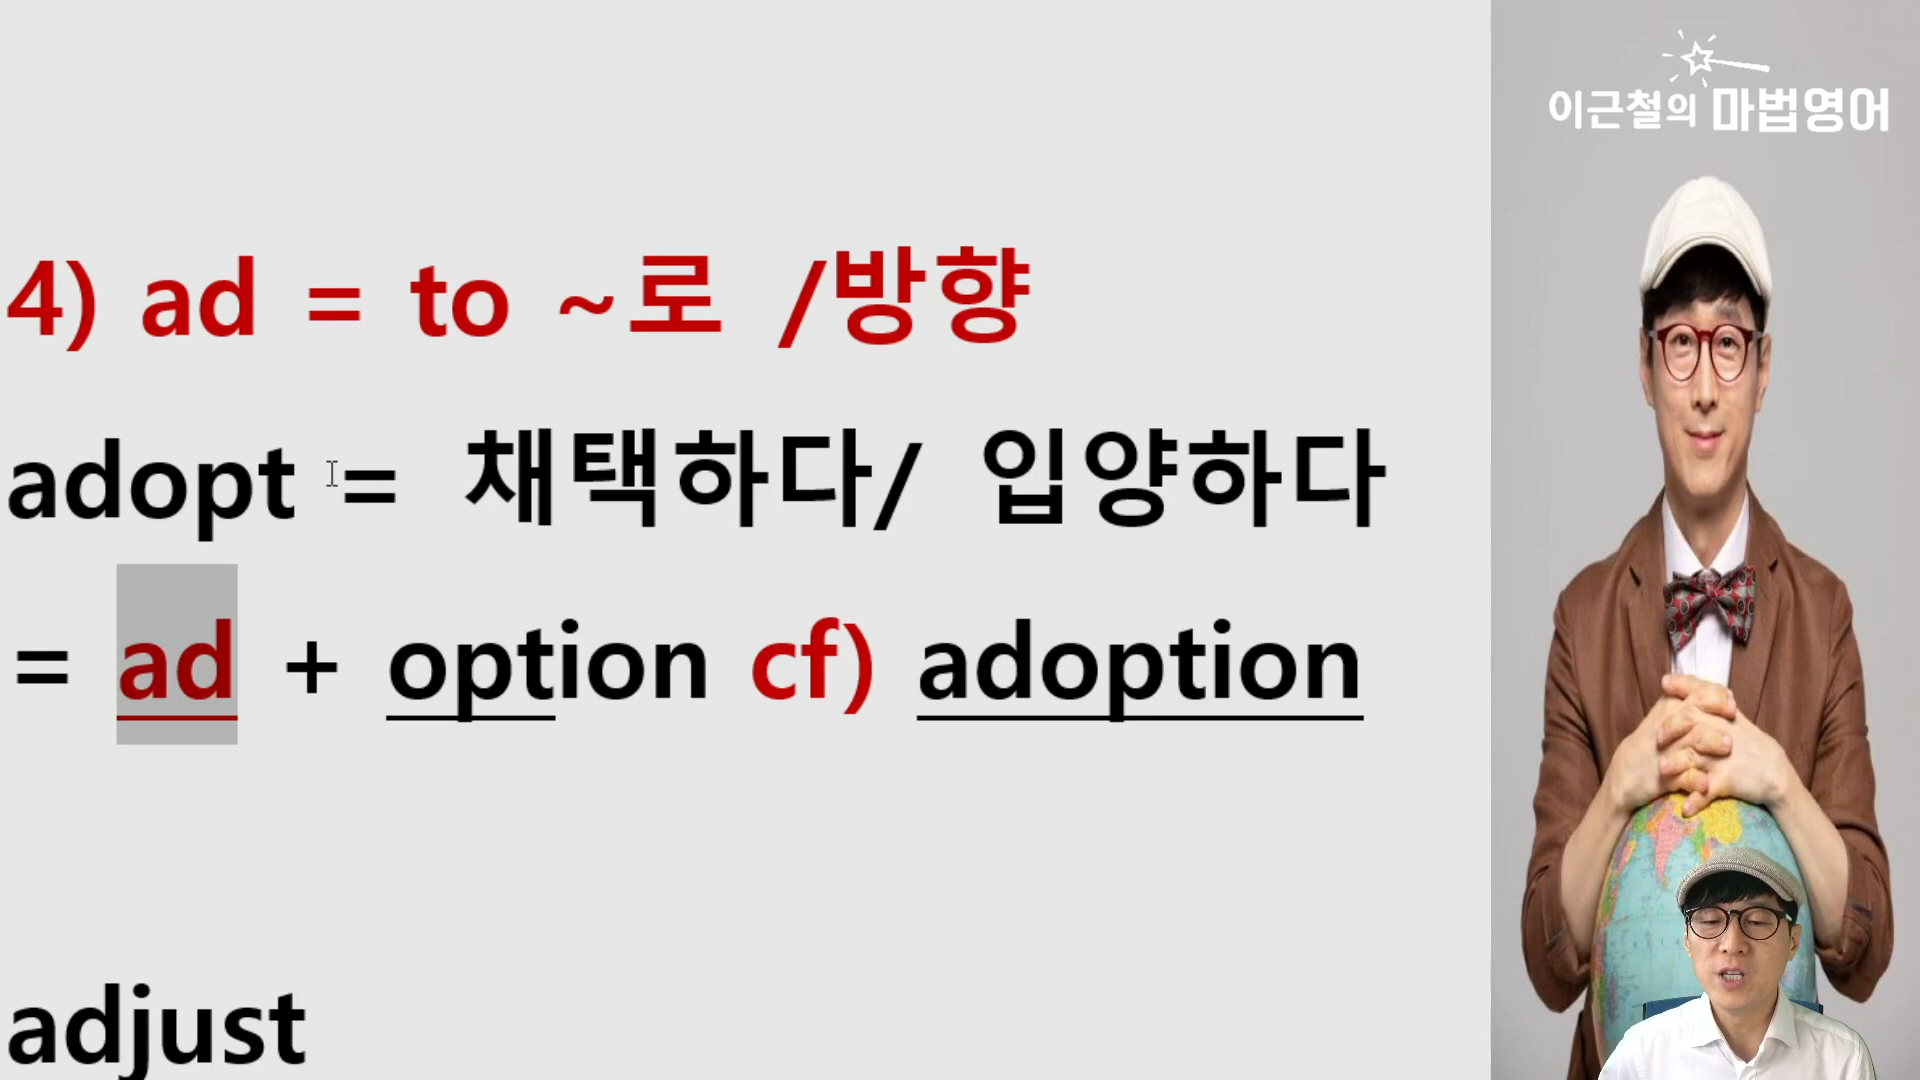 이근철의 마법영어
4) ad = to ~로 /방향
adopt = 채택하다/ 입양하다
= ad + option cf) adoption
adjust